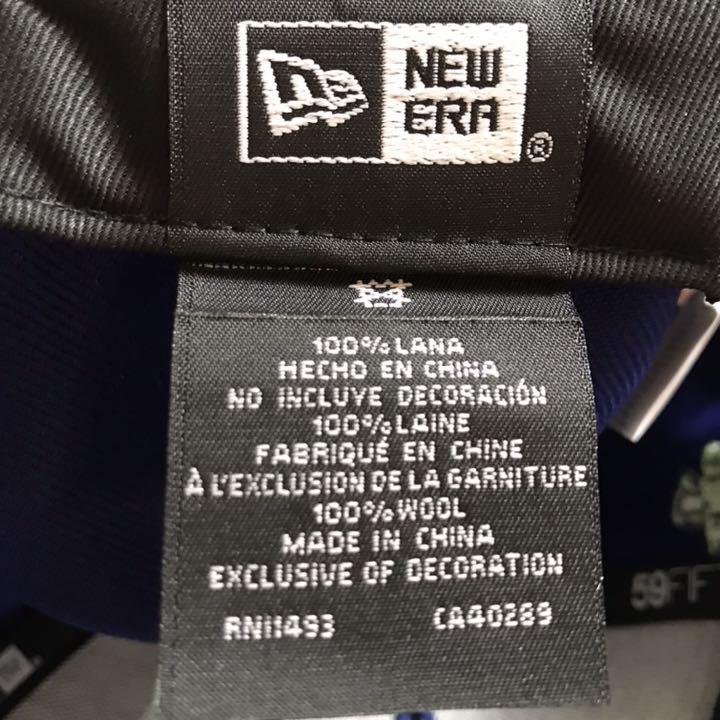 NEW
ERA
®
100% LANA
HECHO EN CHINA
NO INCLUYE DECORACIÓN
100% LAINE
FABRIQUÉ EN CHINE
À L'EXCLUSION DE LA GARNITURE
100% WOOL
MADE IN CHINA
EXCLUSIVE OF DECORATION
RN11493 CA40289
59FIF